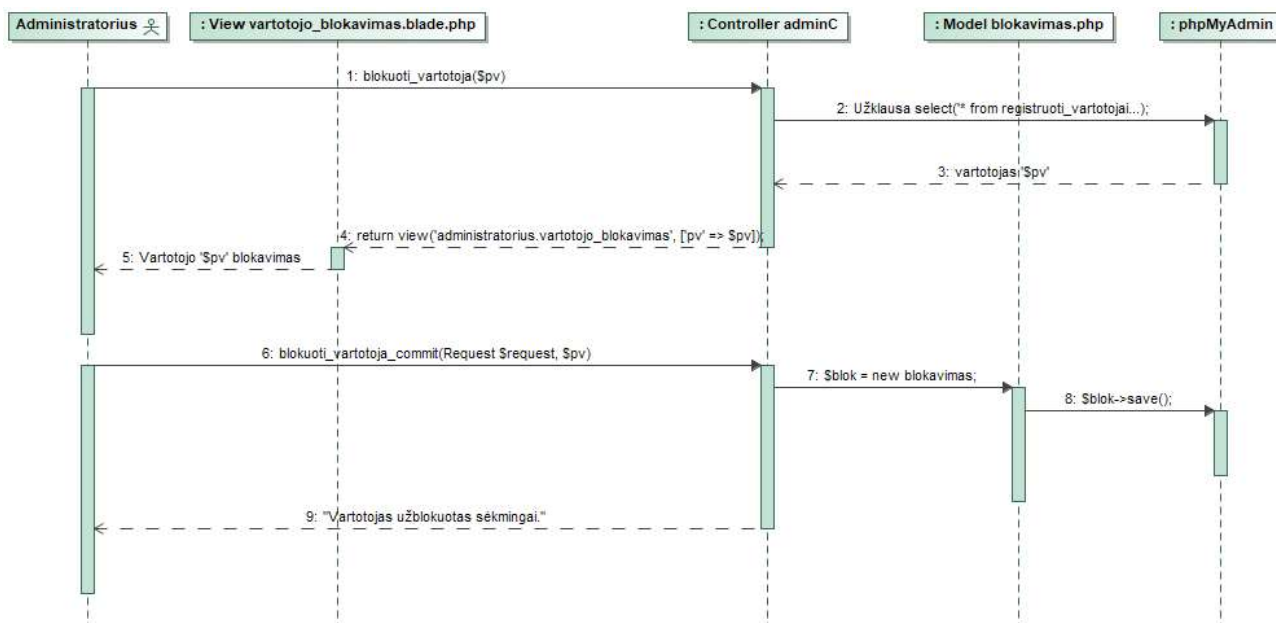 Administratorius
: View vartotojo_blokavimas.blade.php
: Controller adminC
: Model blokavimas.php
: phpMyAdmin
1: blokuoti_vartotoja($pv)
2: Užklausa select('* from registruoti_vartotojai...);
3: vartotojas '$pv'
4: return view('administratorius.vartotojo_blokavimas', ['pv' => $pv]);
5: Vartotojo '$pv' blokavimas
6: blokuoti_vartotoja_commit(Request $request, $pv)
7: $blok = new blokavimas;
8: $blok->save();
9: "Vartotojas užblokuotas sėkmingai."